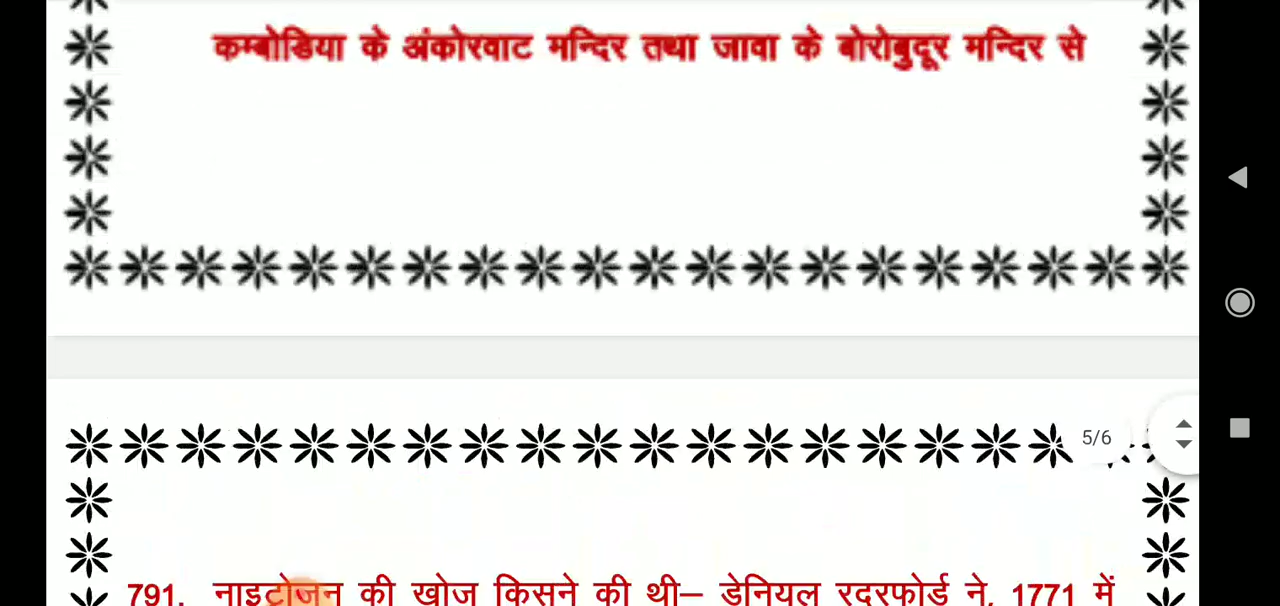 कम्बोडिया के अंकोरवाट मन्दिर तथा जावा के बोरोबुदूर मन्दिर से
5/6
791. नाइटोजन की खोज किसने की थी– डेनियल रदरफोर्ड ने, 1771 में